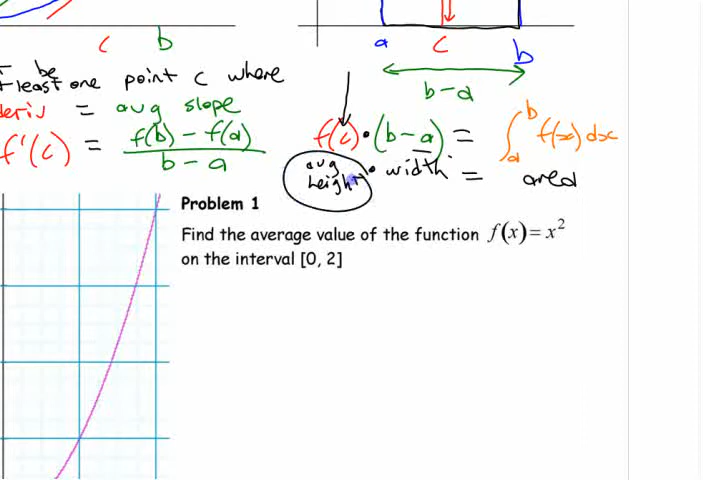 c b
a c b
be
least one point c where
b-a
deriv = avg slope
f'(c) = f(b) - f(a) / b - a
f(c)·(b-a) = ∫ₐᵇ f(x) dx
avg height · width = area
Problem 1
Find the average value of the function f(x) = x²
on the interval [0, 2]